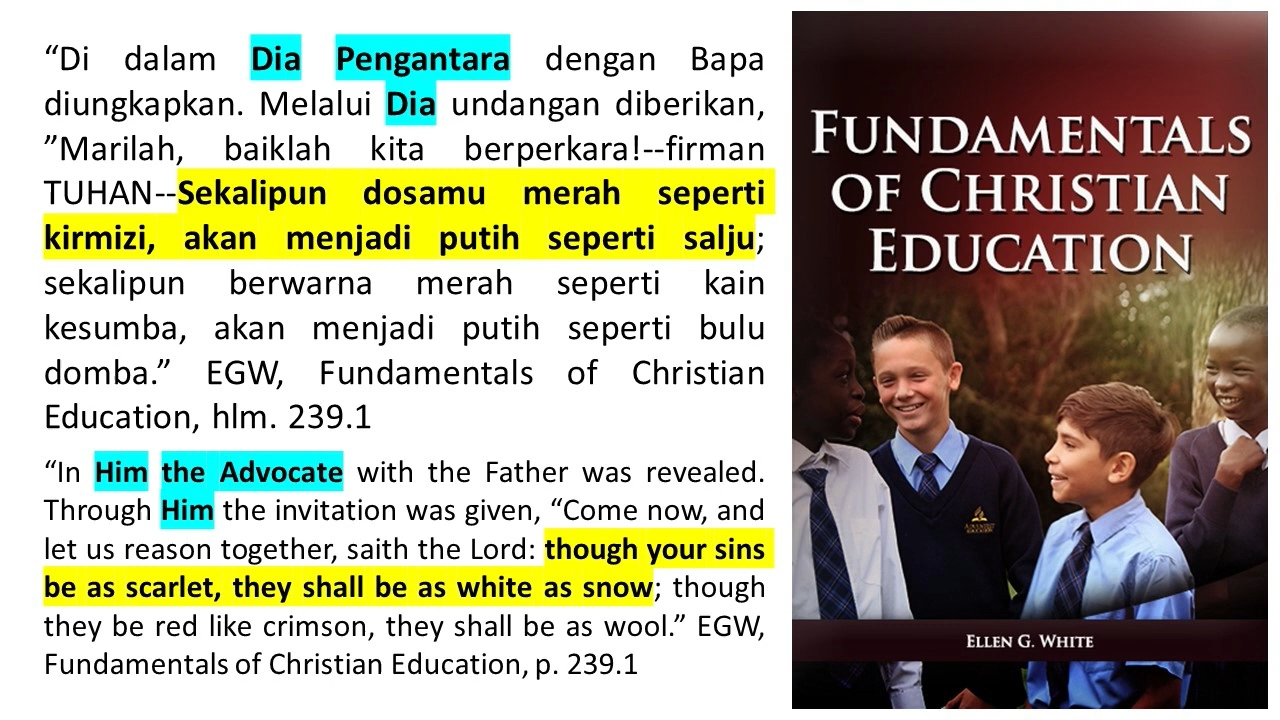 “Di dalam Dia Pengantara dengan Bapa
diungkapkan. Melalui Dia undangan diberikan,
”Marilah, baiklah kita berperkara!--firman
TUHAN--Sekalipun dosamu merah seperti
kirmizi, akan menjadi putih seperti salju;
sekalipun berwarna merah seperti kain
kesumba, akan menjadi putih seperti bulu
domba.” EGW, Fundamentals of Christian
Education, hlm. 239.1
“In Him the Advocate with the Father was revealed.
Through Him the invitation was given, “Come now, and
let us reason together, saith the Lord: though your sins
be as scarlet, they shall be as white as snow; though
they be red like crimson, they shall be as wool.” EGW,
Fundamentals of Christian Education, p. 239.1
FUNDAMENTALS
OF CHRISTIAN
EDUCATION
ADVENTIST
EDUCATION
ELLEN G. WHITE